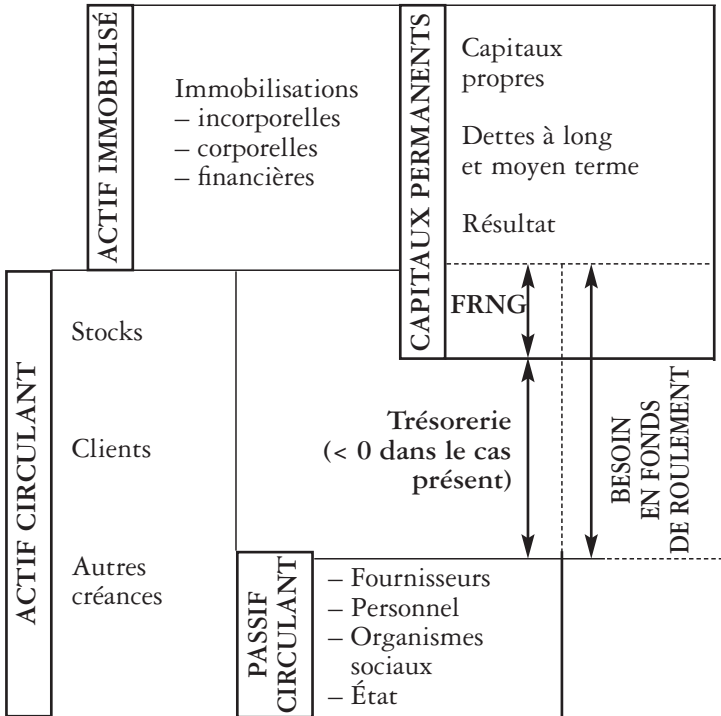 ACTIF IMMOBILISÉ
Immobilisations
– incorporelles
– corporelles
– financières
CAPITAUX PERMANENTS
Capitaux
propres
Dettes à long
et moyen terme
Résultat
FRNG
ACTIF CIRCULANT
Stocks
Clients
Autres
créances
Trésorerie
(< 0 dans le cas
présent)
BESOIN
EN FONDS
DE ROULEMENT
PASSIF
CIRCULANT
– Fournisseurs
– Personnel
– Organismes
sociaux
– État